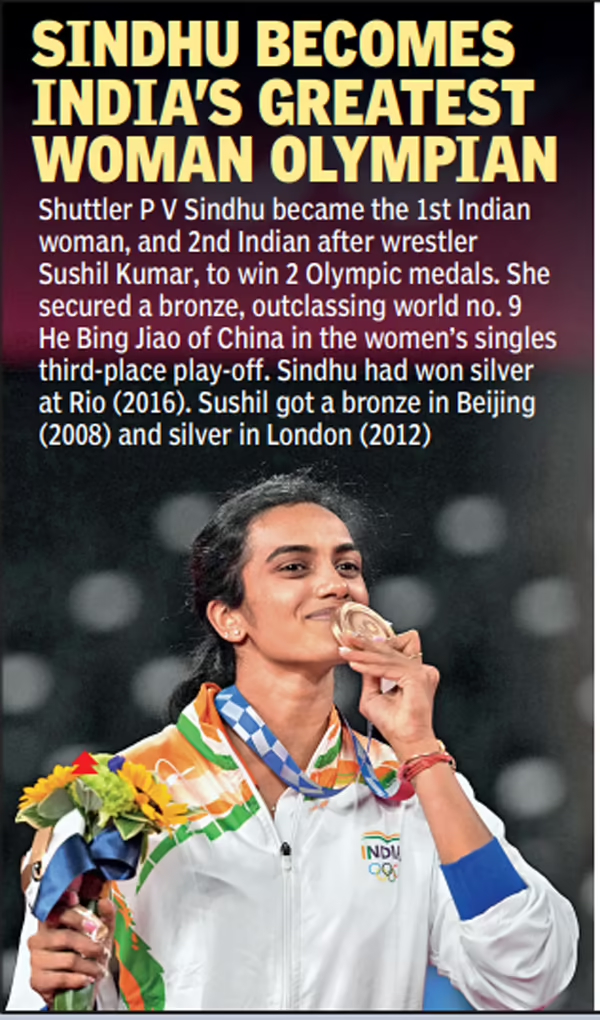 SINDHU BECOMES
INDIA'S GREATEST
WOMAN OLYMPIAN
Shuttler P V Sindhu became the 1st Indian
woman, and 2nd Indian after wrestler
Sushil Kumar, to win 2 Olympic medals. She
secured a bronze, outclassing world no. 9
He Bing Jiao of China in the women's singles
third-place play-off. Sindhu had won silver
at Rio (2016). Sushil got a bronze in Beijing
(2008) and silver in London (2012)
INDIA